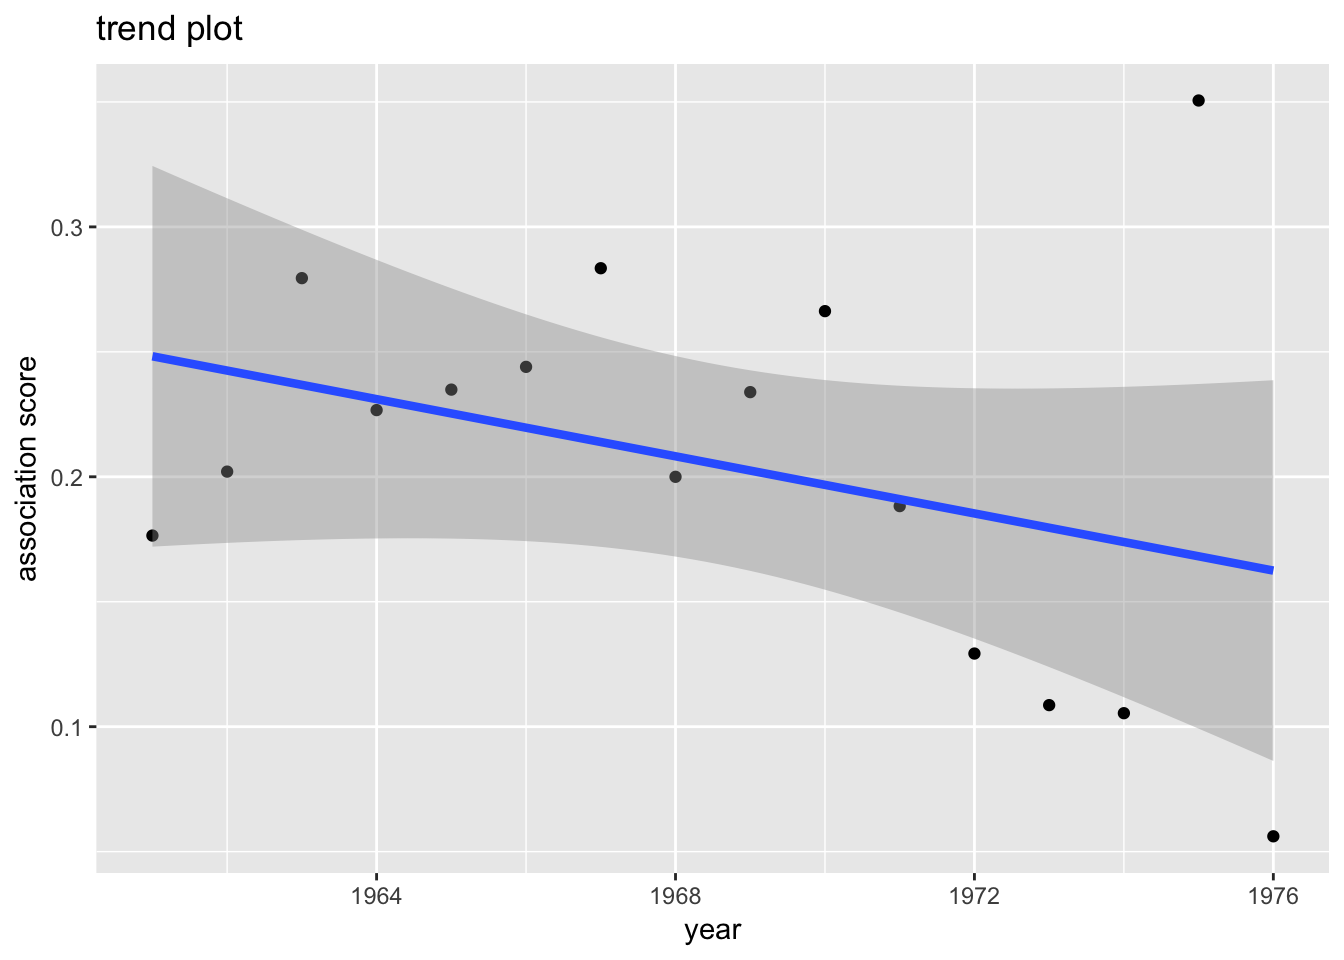 trend plot
association score
0.3
0.2
0.1
1964 1968 1972 1976
year